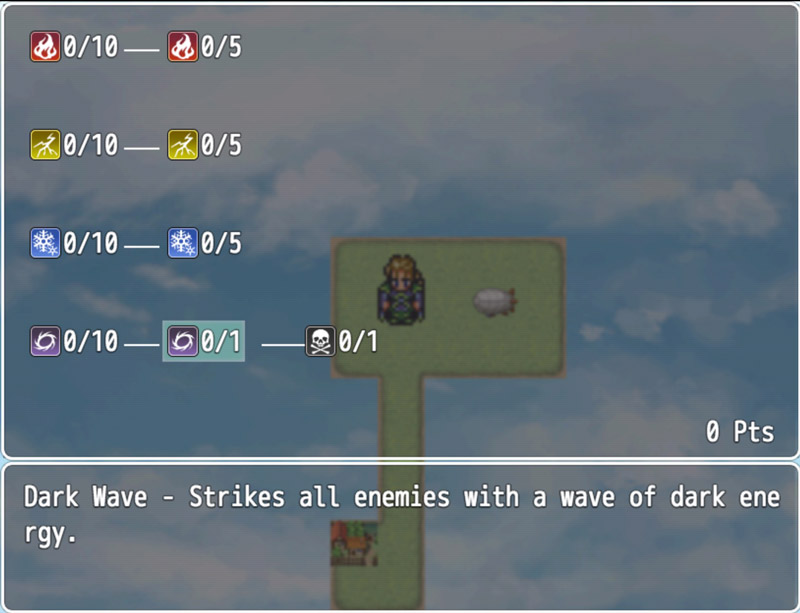 0/10 0/5
0/10 0/5
0/10 0/5
0/10 0/1 0/1
0 Pts
Dark Wave - Strikes all enemies with a wave of dark ene
rgy.